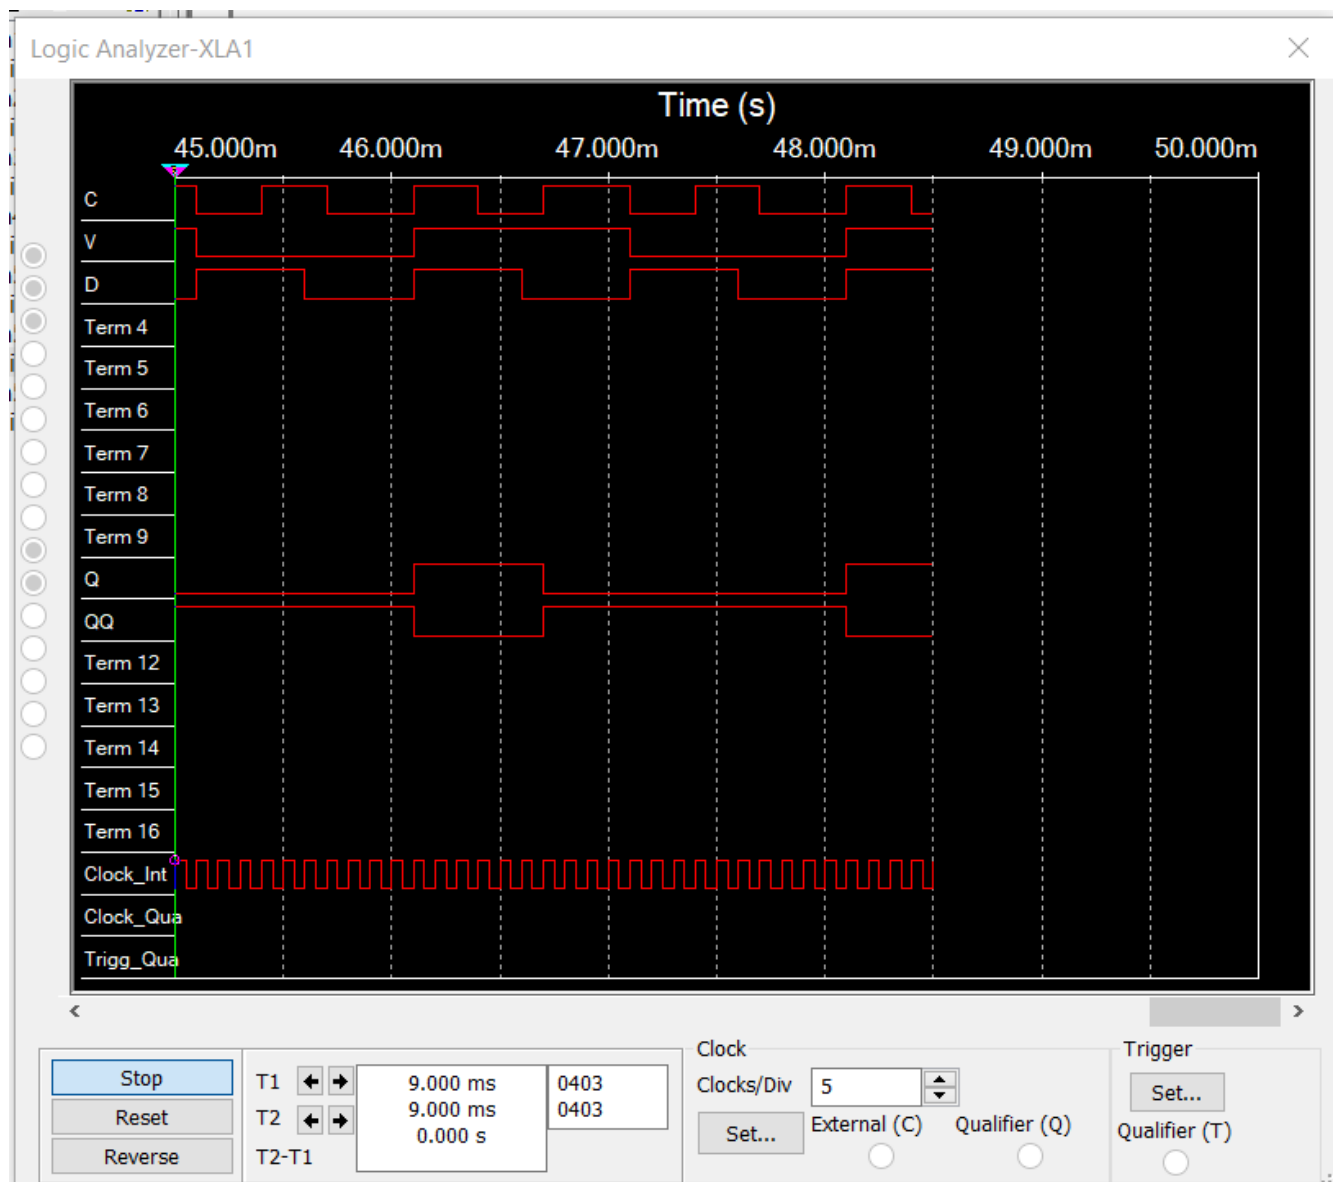 Logic Analyzer-XLA1
Time (s)
45.000m 46.000m 47.000m 48.000m 49.000m 50.000m
C
V
D
Term 4
Term 5
Term 6
Term 7
Term 8
Term 9
Q
QQ
Term 12
Term 13
Term 14
Term 15
Term 16
Clock_Int
Clock_Qua
Trigg_Qua
Stop
Reset
Reverse
T1
T2
T2-T1
9.000 ms 0403
9.000 ms 0403
0.000 s
Clock
Clocks/Div 5
Set...
External (C) Qualifier (Q)
Trigger
Set...
Qualifier (T)